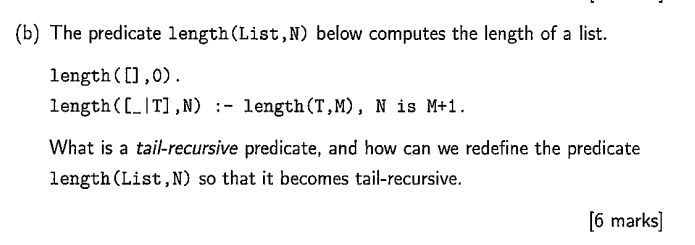 (b) The predicate length(List,N) below computes the length of a list.
length([],0).
length([_|T],N) :- length(T,M), N is M+1.
What is a tail-recursive predicate, and how can we redefine the predicate
length(List,N) so that it becomes tail-recursive.
[6 marks]